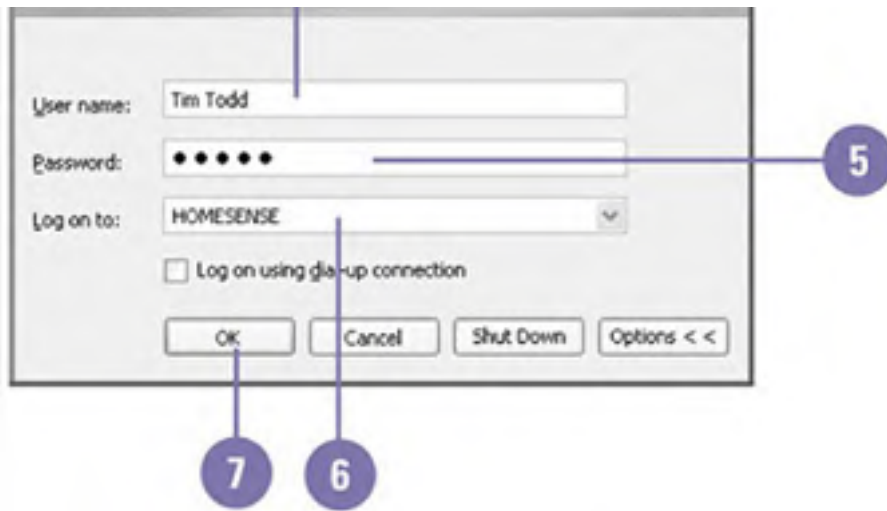 User name: Tim Todd
Password: ●●●●● 5
Log on to: HOMESENSE
Log on using dial-up connection
OK Cancel Shut Down Options < <
7 6